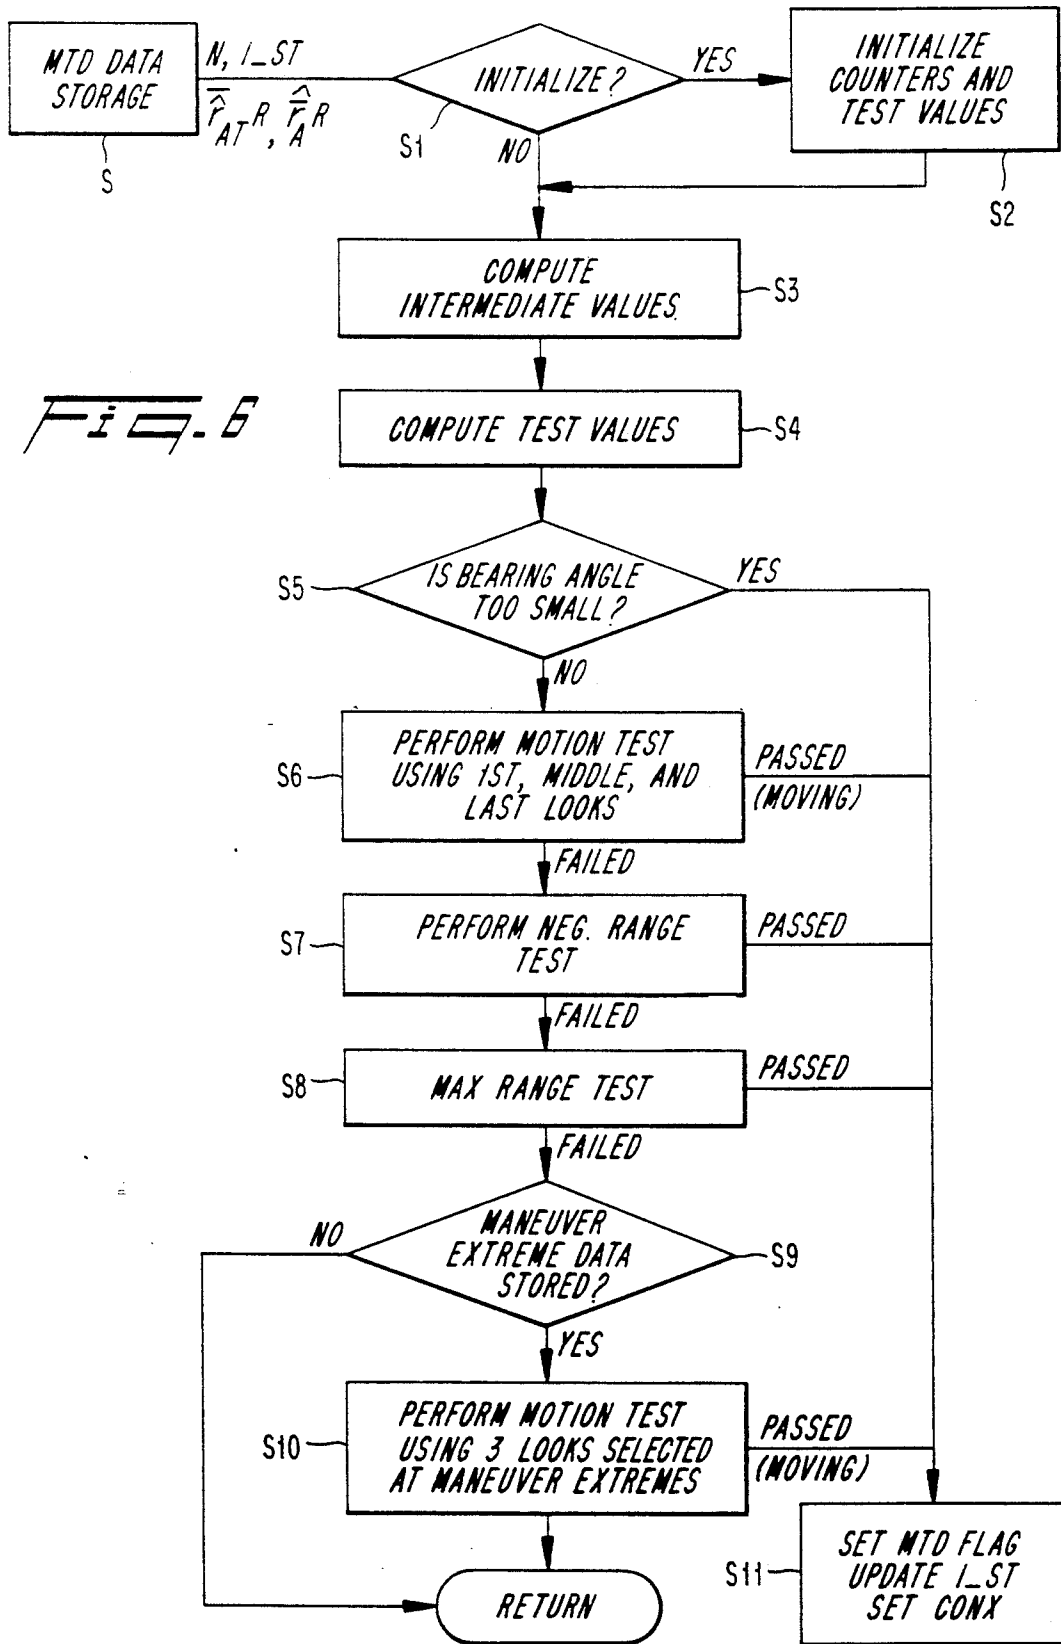 MTD DATA
STORAGE
S
N, I_ST
r̂_AT^R, r̂_A^R
INITIALIZE?
S1
YES
NO
INITIALIZE
COUNTERS AND
TEST VALUES
S2
COMPUTE
INTERMEDIATE VALUES.
S3
Fig. 6
COMPUTE TEST VALUES
S4
S5
IS BEARING ANGLE
TOO SMALL?
YES
NO
S6
PERFORM MOTION TEST
USING 1ST, MIDDLE, AND
LAST LOOKS
PASSED
(MOVING)
FAILED
S7
PERFORM NEG. RANGE
TEST
PASSED
FAILED
S8
MAX RANGE TEST
PASSED
FAILED
NO
MANEUVER
EXTREME DATA
STORED?
S9
YES
S10
PERFORM MOTION TEST
USING 3 LOOKS SELECTED
AT MANEUVER EXTREMES
PASSED
(MOVING)
S11
SET MTD FLAG
UPDATE I_ST
SET CONX
RETURN